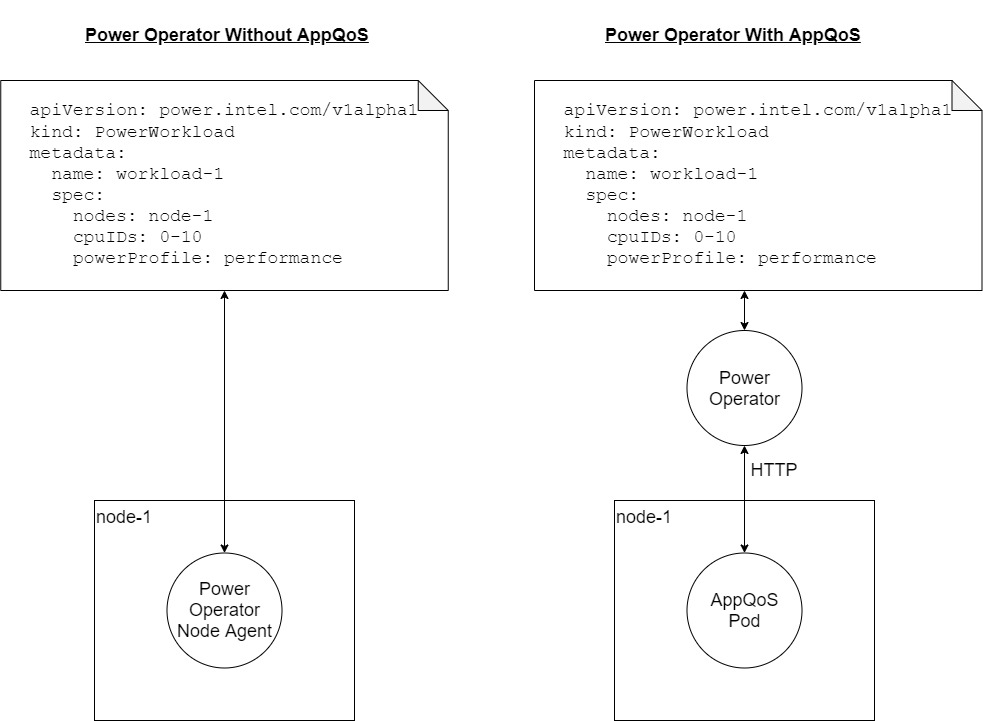 Power Operator Without AppQoS
apiVersion: power.intel.com/v1alpha1
kind: PowerWorkload
metadata:
  name: workload-1
  spec:
    nodes: node-1
    cpuIDs: 0-10
    powerProfile: performance
node-1
Power
Operator
Node Agent
Power Operator With AppQoS
apiVersion: power.intel.com/v1alpha1
kind: PowerWorkload
metadata:
  name: workload-1
  spec:
    nodes: node-1
    cpuIDs: 0-10
    powerProfile: performance
Power
Operator
HTTP
node-1
AppQoS
Pod